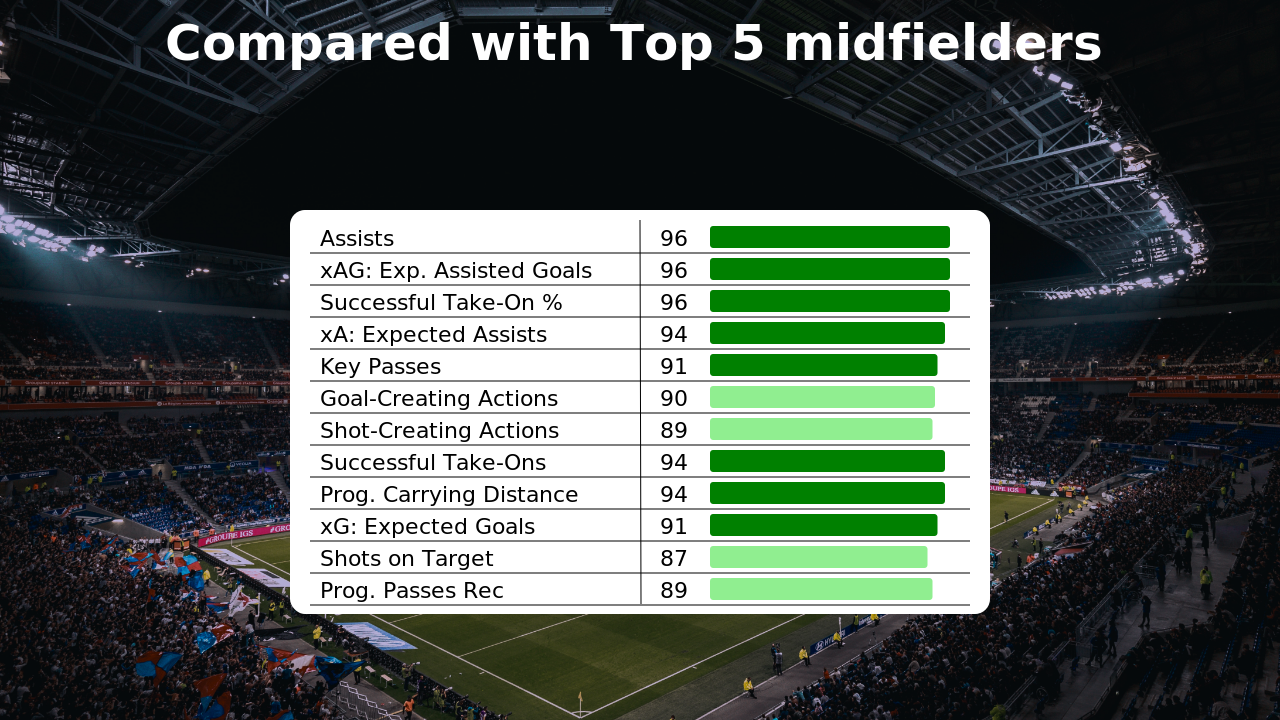 Compared with Top 5 midfielders
Assists 96
xAG: Exp. Assisted Goals 96
Successful Take-On % 96
xA: Expected Assists 94
Key Passes 91
Goal-Creating Actions 90
Shot-Creating Actions 89
Successful Take-Ons 94
Prog. Carrying Distance 94
xG: Expected Goals 91
Shots on Target 87
Prog. Passes Rec 89
#GROUPE IGS